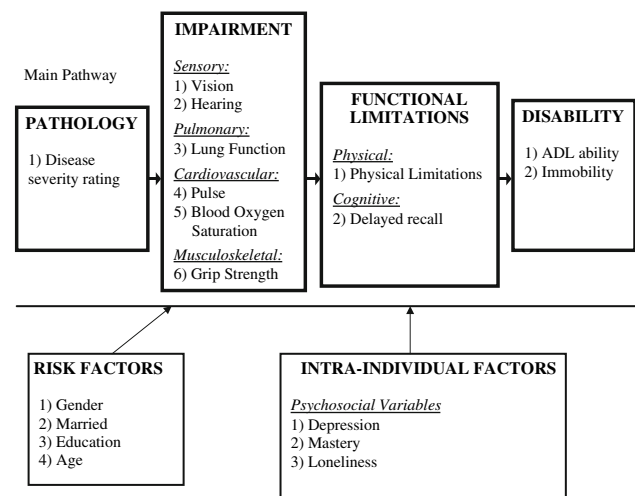 Main Pathway
PATHOLOGY
1) Disease
severity rating
IMPAIRMENT
Sensory:
1) Vision
2) Hearing
Pulmonary:
3) Lung Function
Cardiovascular:
4) Pulse
5) Blood Oxygen
Saturation
Musculoskeletal:
6) Grip Strength
FUNCTIONAL
LIMITATIONS
Physical:
1) Physical Limitations
Cognitive:
2) Delayed recall
DISABILITY
1) ADL ability
2) Immobility
RISK FACTORS
1) Gender
2) Married
3) Education
4) Age
INTRA-INDIVIDUAL FACTORS
Psychosocial Variables
1) Depression
2) Mastery
3) Loneliness